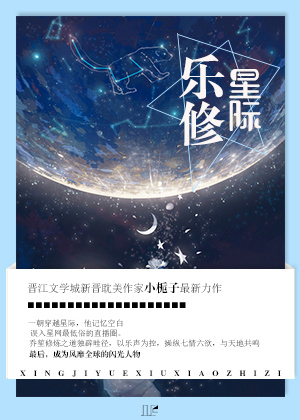 乐修
星际
晋江文学城新晋耽美作家小栀子最新力作
一朝穿越星际，他记忆空白
误入星网最低俗的直播圈。
乔星修炼之道独辟蹊径，以乐声为控，操纵七情六欲，与天地共鸣
最后，成为风靡全球的闪光人物
XINGJIYUEXIUXIAOZHIZI